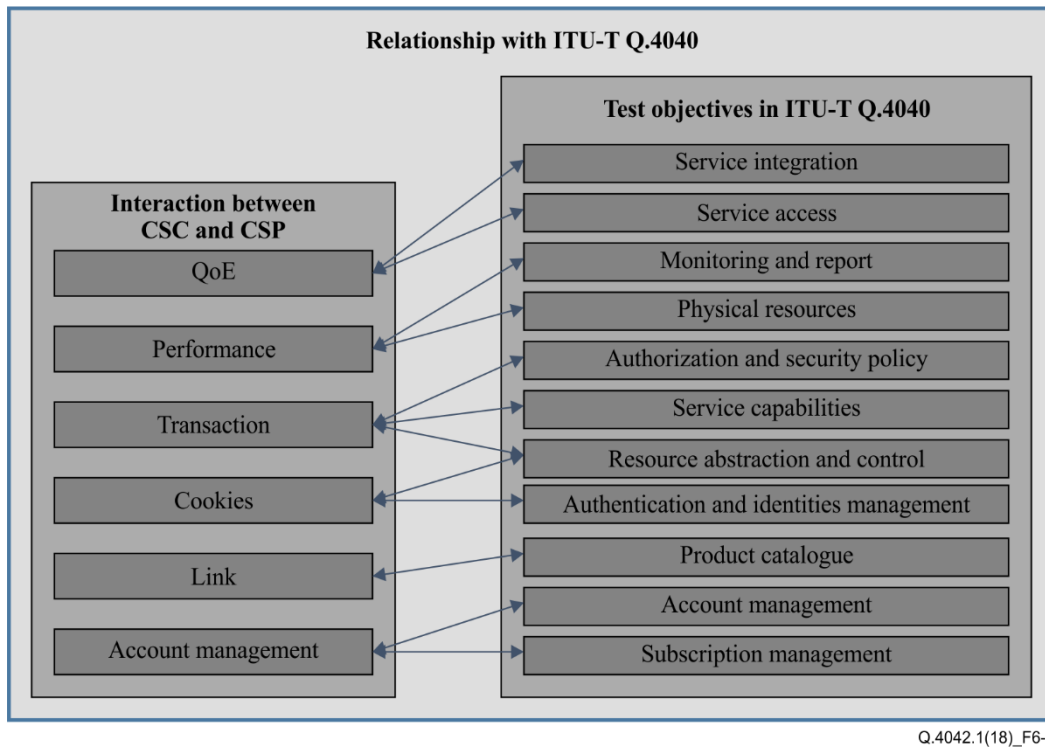 Relationship with ITU-T Q.4040
Interaction between
CSC and CSP
QoE
Performance
Transaction
Cookies
Link
Account management
Test objectives in ITU-T Q.4040
Service integration
Service access
Monitoring and report
Physical resources
Authorization and security policy
Service capabilities
Resource abstraction and control
Authentication and identities management
Product catalogue
Account management
Subscription management
Q.4042.1(18)_F6-